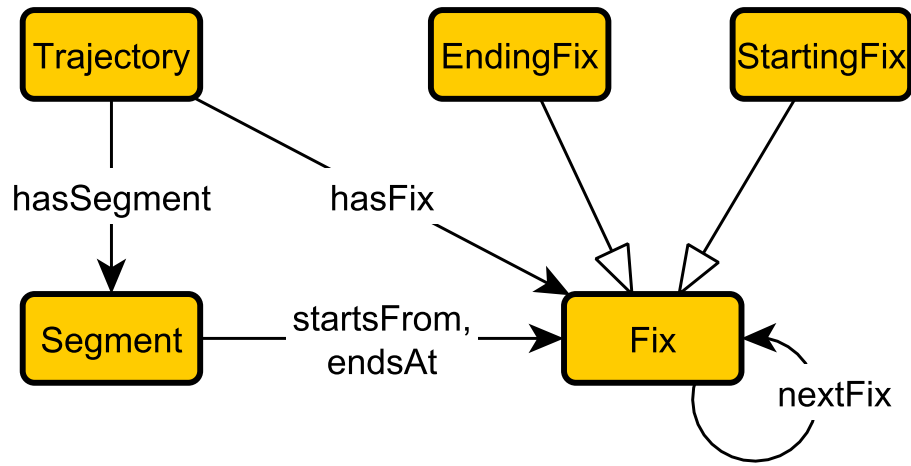 Trajectory
EndingFix
StartingFix
hasSegment
hasFix
Segment
startsFrom,
endsAt
Fix
nextFix